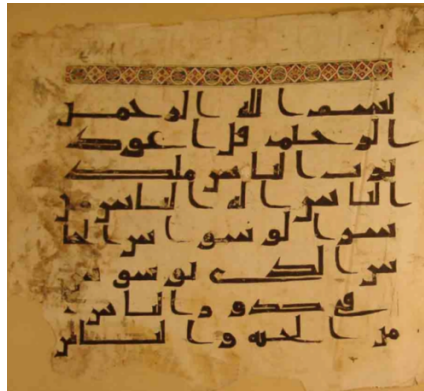 بسم الله الرحمن
الرحيم قل اعوذ
برب الناس ملك
الناس اله الناس من
شر الوسواس الخنا
س الذي يوسوس
في صدور الناس
من الجنة والناس